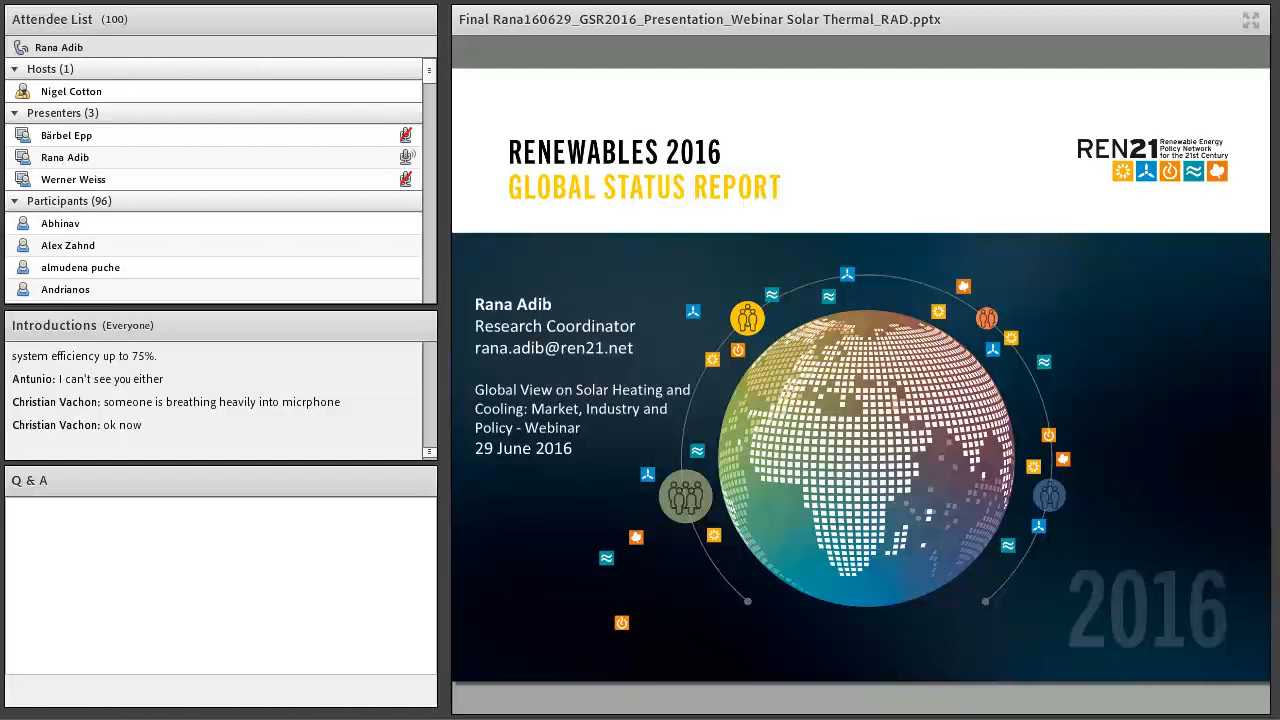 Attendee List (100)
Rana Adib
Hosts (1)
Nigel Cotton
Presenters (3)
Bärbel Epp
Rana Adib
Werner Weiss
Participants (96)
Abhinav
Alex Zahnd
almudena puche
Andrianos
Introductions (Everyone)
system efficiency up to 75%.
Antunio: I can't see you either
Christian Vachon: someone is breathing heavily into micrphone
Christian Vachon: ok now
Q & A
Final Rana160629_GSR2016_Presentation_Webinar Solar Thermal_RAD.pptx
RENEWABLES 2016
GLOBAL STATUS REPORT
REN21 Renewable Energy
Policy Network
for the 21st Century
Rana Adib
Research Coordinator
rana.adib@ren21.net
Global View on Solar Heating and
Cooling: Market, Industry and
Policy - Webinar
29 June 2016
2016